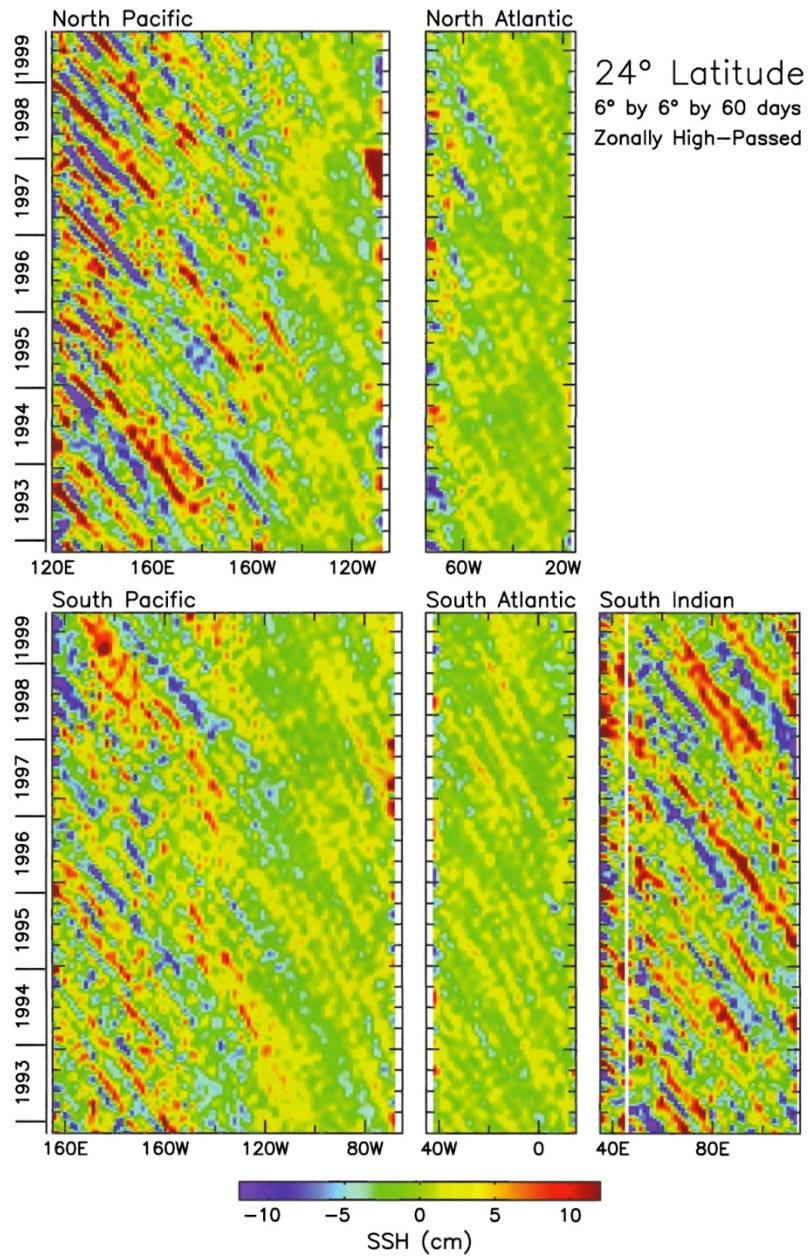 North Pacific
North Atlantic
24° Latitude
6° by 6° by 60 days
Zonally High-Passed
1999
1998
1997
1996
1995
1994
1993
120E 160E 160W 120W
60W 20W
South Pacific
South Atlantic
South Indian
1999
1998
1997
1996
1995
1994
1993
160E 160W 120W 80W
40W 0
40E 80E
-10 -5 0 5 10
SSH (cm)